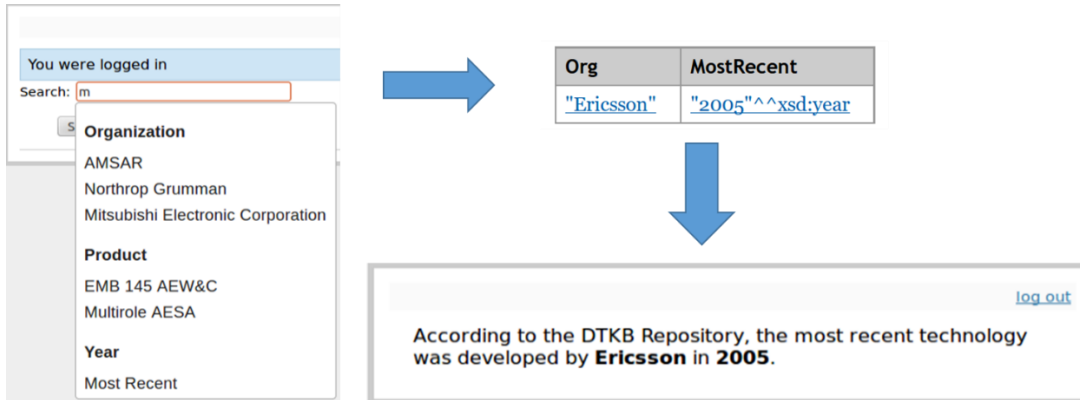 You were logged in
Search: m
S
Organization
AMSAR
Northrop Grumman
Mitsubishi Electronic Corporation
Product
EMB 145 AEW&C
Multirole AESA
Year
Most Recent
Org MostRecent
"Ericsson" "2005"^^xsd:year
log out
According to the DTKB Repository, the most recent technology
was developed by Ericsson in 2005.